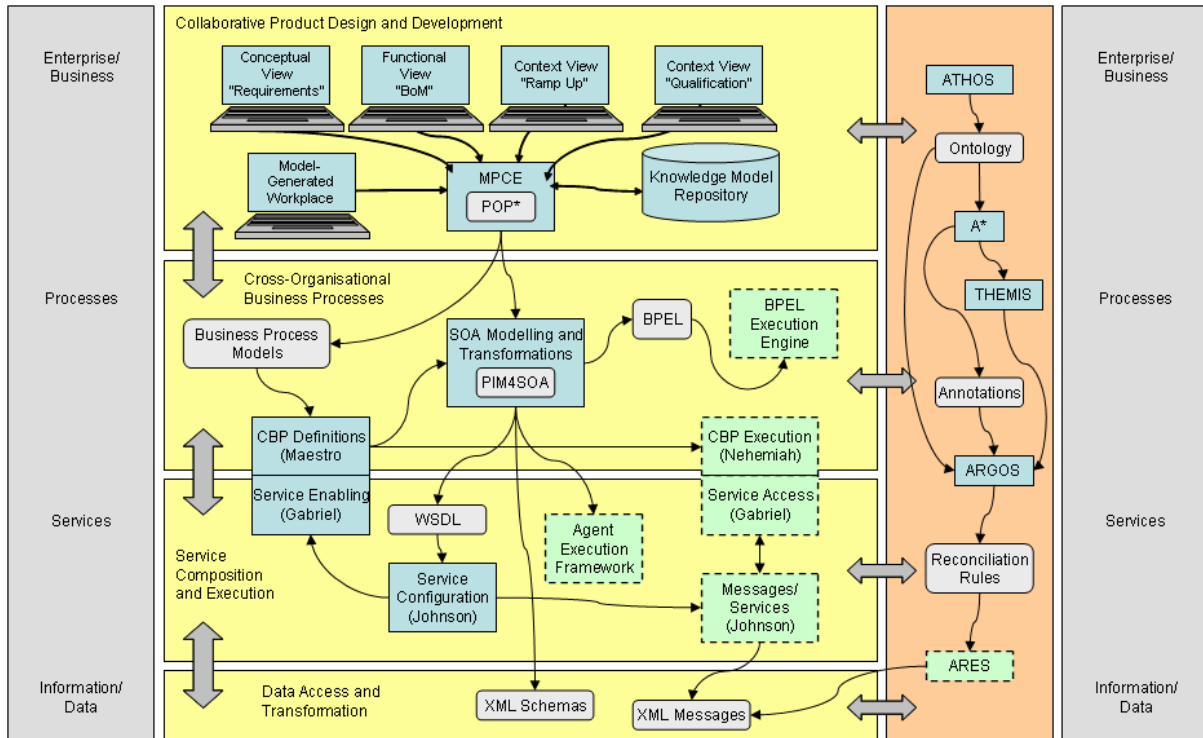 Enterprise/
Business
Processes
Services
Information/
Data
Collaborative Product Design and Development
Conceptual
View
"Requirements"
Functional
View
"BoM"
Context View
"Ramp Up"
Context View
"Qualification"
Model-
Generated
Workplace
MPCE
POP*
Knowledge Model
Repository
Cross-Organisational
Business Processes
Business Process
Models
SOA Modelling and
Transformations
PIM4SOA
BPEL
BPEL
Execution
Engine
CBP Definitions
(Maestro
CBP Execution
(Nehemiah)
Service Enabling
(Gabriel)
Service Access
(Gabriel)
WSDL
Agent
Execution
Framework
Service
Composition
and Execution
Service
Configuration
(Johnson)
Messages/
Services
(Johnson)
Data Access and
Transformation
XML Schemas
XML Messages
ATHOS
Ontology
A*
THEMIS
Annotations
ARGOS
Reconciliation
Rules
ARES
Enterprise/
Business
Processes
Services
Information/
Data